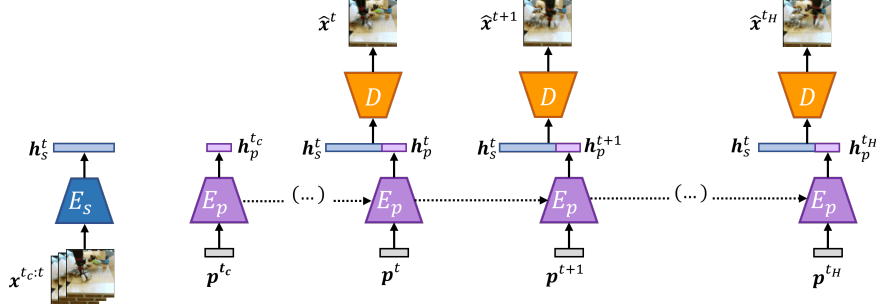 x̂^t x̂^{t+1} x̂^{t_H}
D D D
h_s^t h_p^{t_c} h_s^t h_p^t h_s^t h_p^{t+1} h_s^t h_p^{t_H}
E_s E_p (...) E_p E_p (...) E_p
x^{t_c:t} p^{t_c} p^t p^{t+1} p^{t_H}